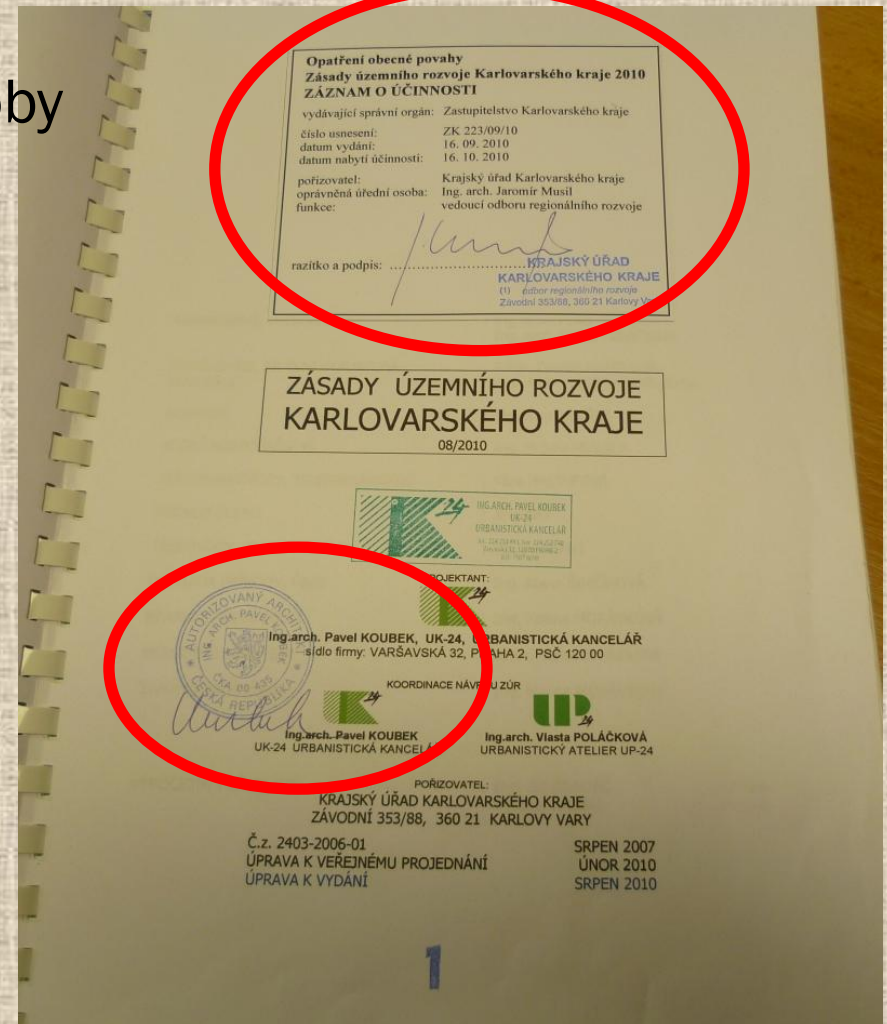 oby
Opatření obecné povahy
Zásady územního rozvoje Karlovarského kraje 2010
ZÁZNAM O ÚČINNOSTI
vydávající správní orgán: Zastupitelstvo Karlovarského kraje
číslo usnesení: ZK 223/09/10
datum vydání: 16. 09. 2010
datum nabytí účinnosti: 16. 10. 2010
pořizovatel: Krajský úřad Karlovarského kraje
oprávněná úřední osoba: Ing. arch. Jaromír Musil
funkce: vedoucí odboru regionálního rozvoje
razítko a podpis:
KRAJSKÝ ÚŘAD
KARLOVARSKÉHO KRAJE
(1) odbor regionálního rozvoje
Závodní 353/88, 360 21 Karlovy Vary
ZÁSADY ÚZEMNÍHO ROZVOJE
KARLOVARSKÉHO KRAJE
08/2010
K 24
ING.ARCH. PAVEL KOUBEK
UK-24
URBANISTICKÁ KANCELÁŘ
PROJEKTANT:
K 24
AUTORIZOVANÝ ARCHITEKT
ING. ARCH. PAVEL KOUBEK
ČKA 00 435
ČESKÁ REPUBLIKA
Ing.arch. Pavel KOUBEK, UK-24, URBANISTICKÁ KANCELÁŘ
sídlo firmy: VARŠAVSKÁ 32, PRAHA 2, PSČ 120 00
KOORDINACE NÁVRHU ZÚR
K 24 UP 24
Ing.arch. Pavel KOUBEK Ing.arch. Vlasta POLÁČKOVÁ
UK-24 URBANISTICKÁ KANCELÁŘ URBANISTICKÝ ATELIER UP-24
POŘIZOVATEL:
KRAJSKÝ ÚŘAD KARLOVARSKÉHO KRAJE
ZÁVODNÍ 353/88, 360 21 KARLOVY VARY
Č.z. 2403-2006-01 SRPEN 2007
ÚPRAVA K VEŘEJNÉMU PROJEDNÁNÍ ÚNOR 2010
ÚPRAVA K VYDÁNÍ SRPEN 2010
1